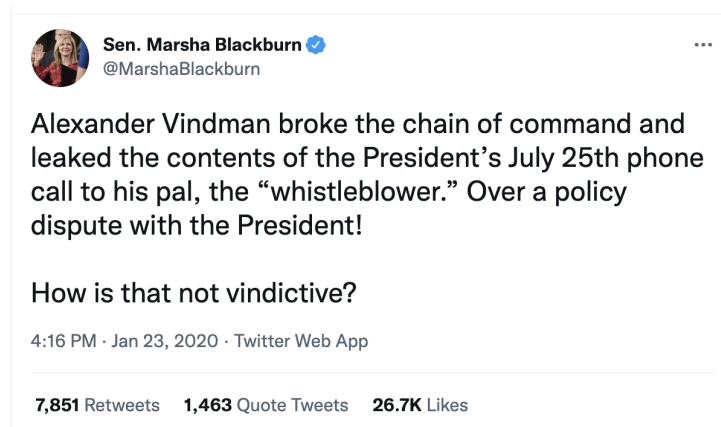 Sen. Marsha Blackburn
@MarshaBlackburn
Alexander Vindman broke the chain of command and
leaked the contents of the President’s July 25th phone
call to his pal, the “whistleblower.” Over a policy
dispute with the President!
How is that not vindictive?
4:16 PM · Jan 23, 2020 · Twitter Web App
7,851 Retweets 1,463 Quote Tweets 26.7K Likes